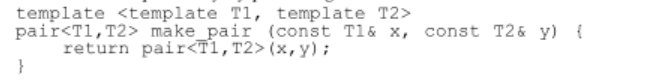 template <template T1, template T2>
pair<T1,T2> make_pair (const T1& x, const T2& y) {
    return pair<T1,T2>(x,y);
}